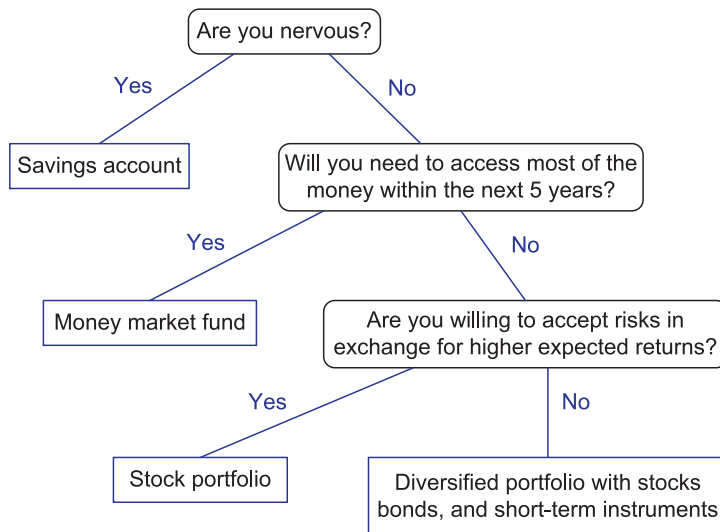 Are you nervous?
Yes
No
Savings account
Will you need to access most of the
money within the next 5 years?
Yes
No
Money market fund
Are you willing to accept risks in
exchange for higher expected returns?
Yes
No
Stock portfolio
Diversified portfolio with stocks
bonds, and short-term instruments